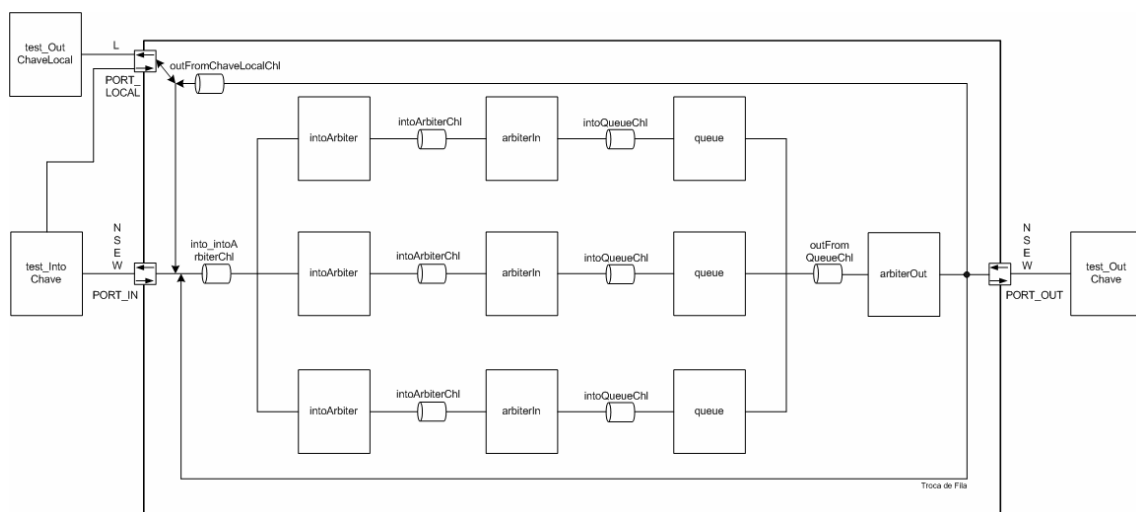 test_Out
ChaveLocal
L
PORT_
LOCAL
outFromChaveLocalChl
intoArbiter
intoArbiterChl
arbiterIn
intoQueueChl
queue
test_Into
Chave
N
S
E
W
PORT_IN
into_intoA
rbiterChl
intoArbiter
intoArbiterChl
arbiterIn
intoQueueChl
queue
outFrom
QueueChl
arbiterOut
N
S
E
W
PORT_OUT
test_Out
Chave
intoArbiter
intoArbiterChl
arbiterIn
intoQueueChl
queue
Troca de Fila